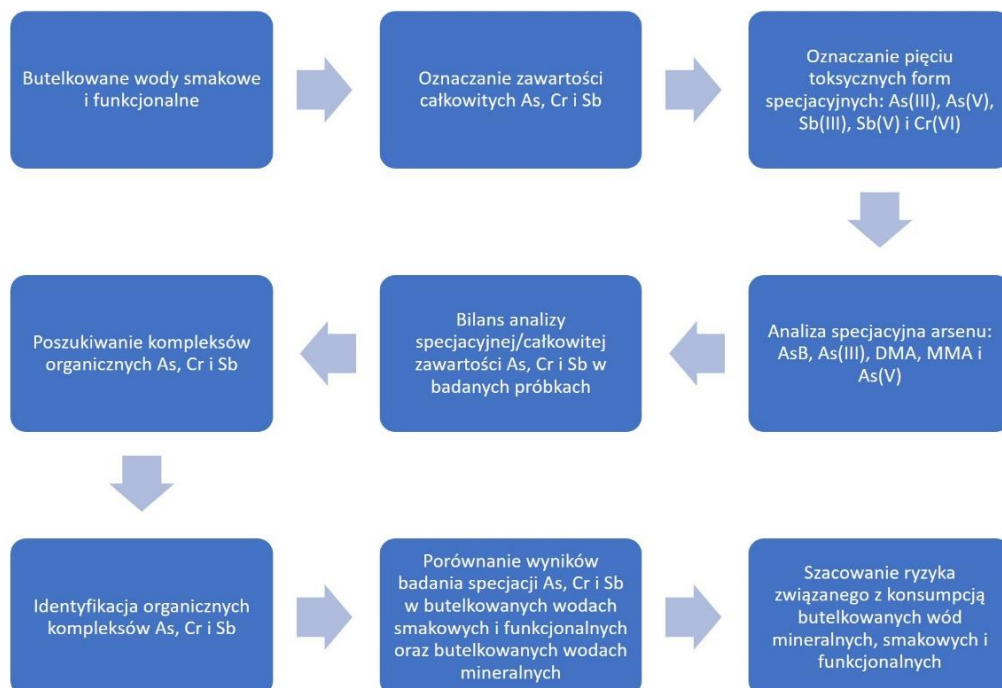 Butelkowane wody smakowe
i funkcjonalne
Oznaczanie zawartości
całkowitych As, Cr i Sb
Oznaczanie pięciu
toksycznych form
specjacyjnych: As(III), As(V),
Sb(III), Sb(V) i Cr(VI)
Analiza specjacyjna arsenu:
AsB, As(III), DMA, MMA i
As(V)
Bilans analizy
specjacyjnej/całkowitej
zawartości As, Cr i Sb w
badanych próbkach
Poszukiwanie kompleksów
organicznych As, Cr i Sb
Identyfikacja organicznych
kompleksów As, Cr i Sb
Porównanie wyników
badania specjacji As, Cr i Sb
w butelkowanych wodach
smakowych i funkcjonalnych
oraz butelkowanych wodach
mineralnych
Szacowanie ryzyka
związanego z konsumpcją
butelkowanych wód
mineralnych, smakowych i
funkcjonalnych